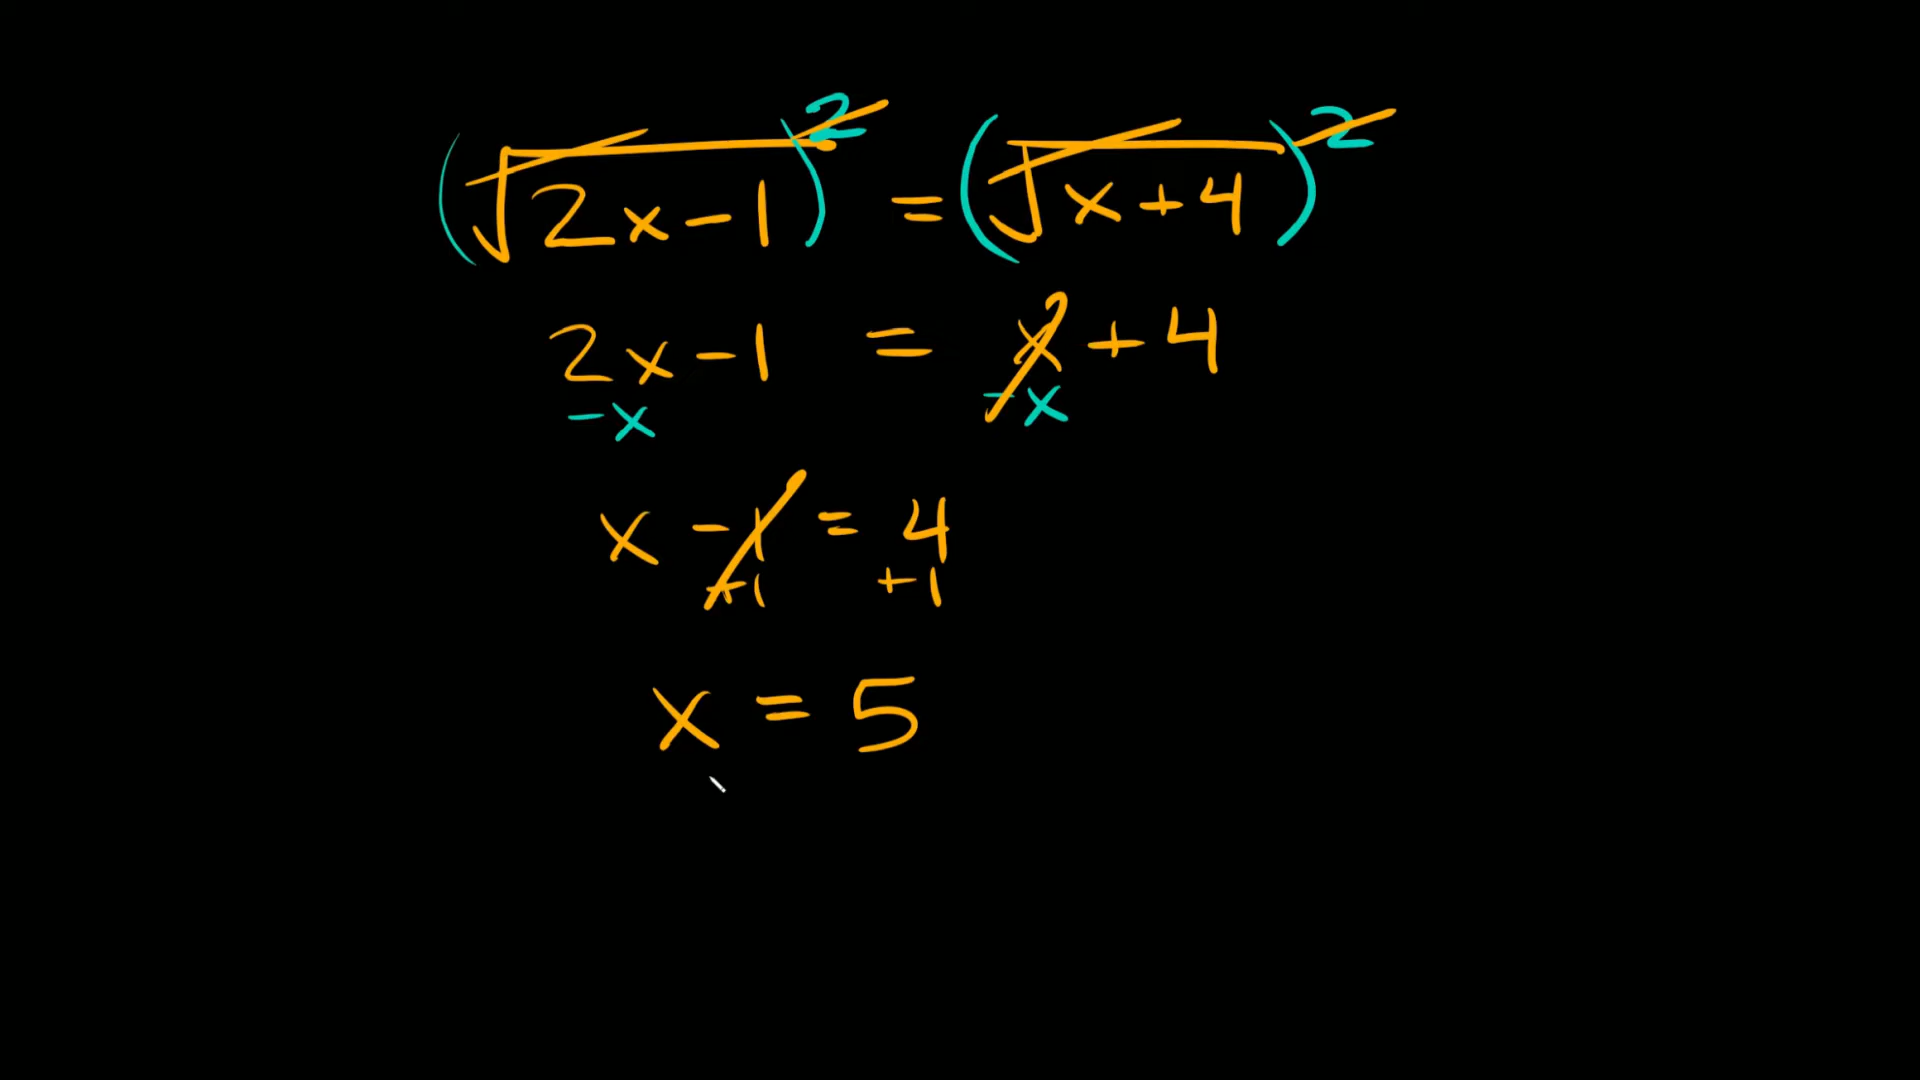 (√2x-1)² = (√x+4)²
2x-1 = x+4
-x -x
x-1 = 4
+1 +1
x = 5